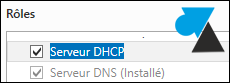 Rôles
Serveur DHCP
Serveur DNS (Installé)